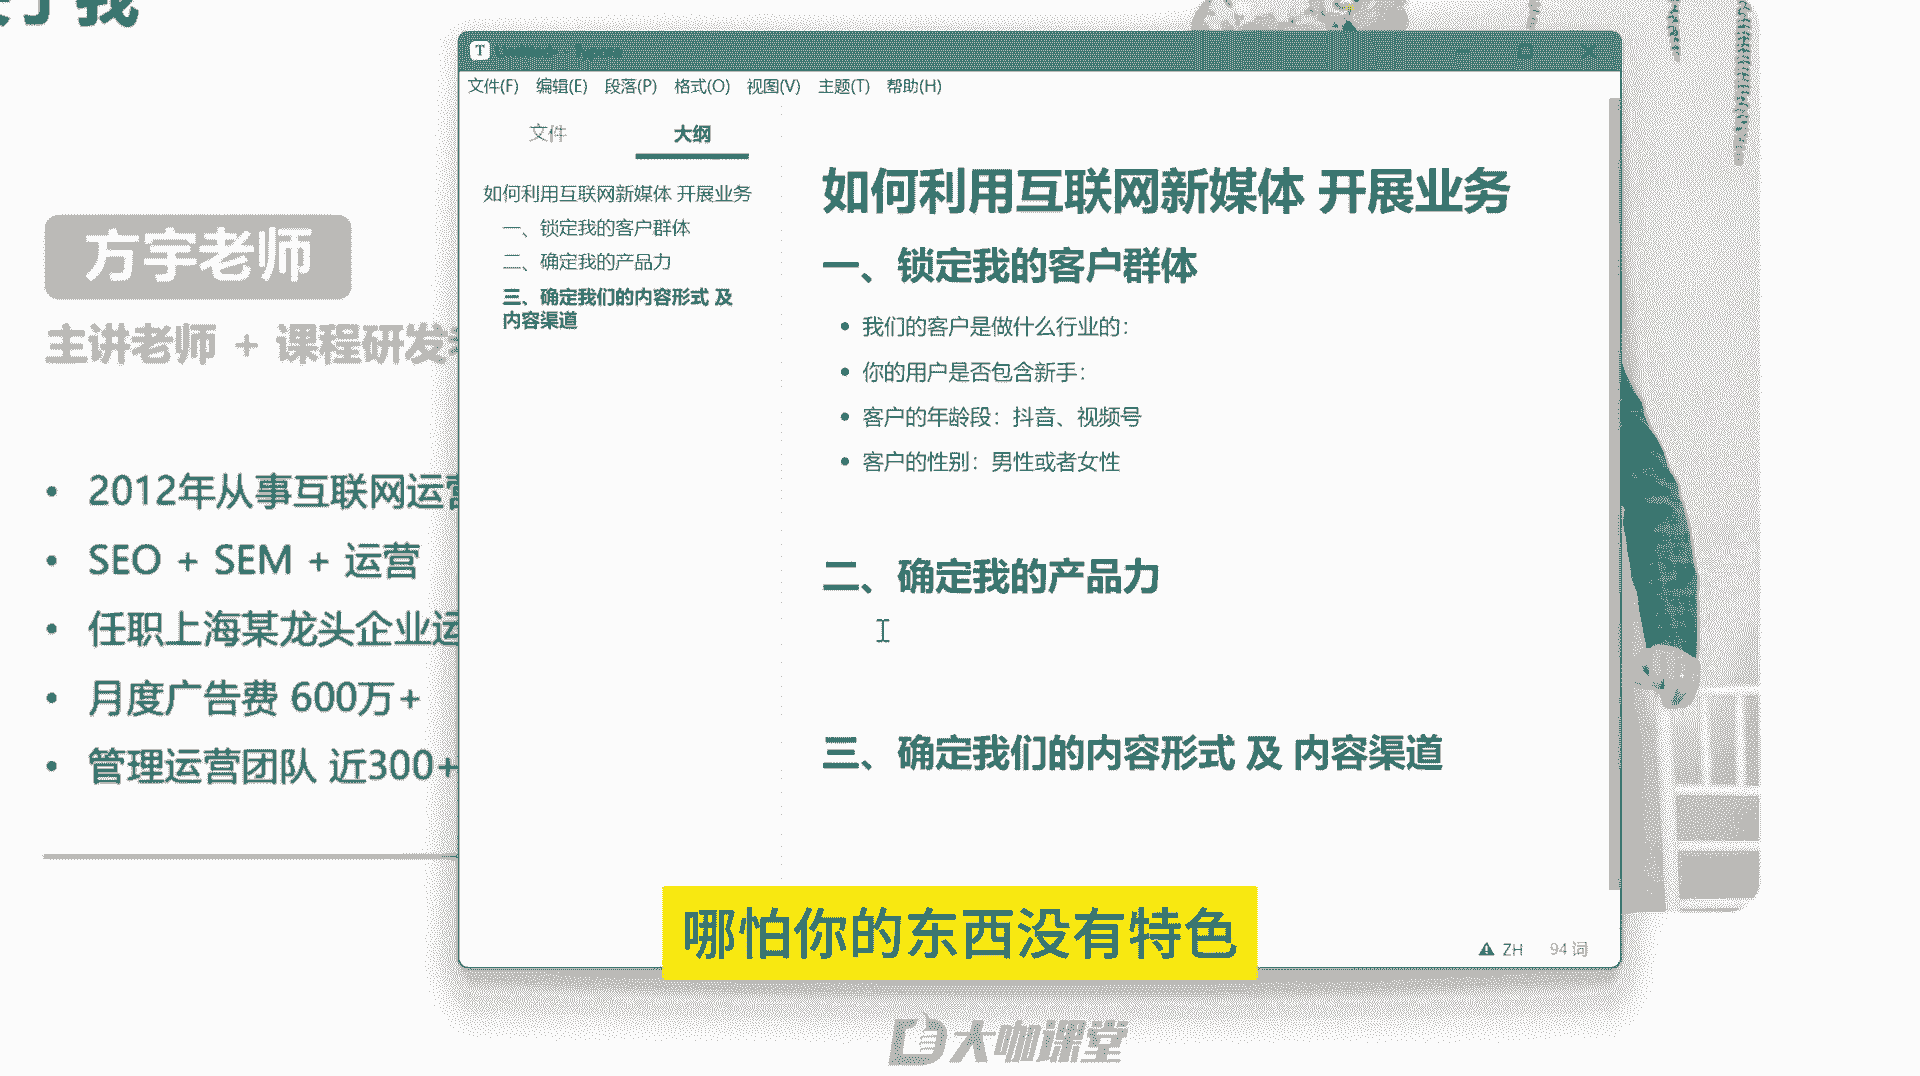 我
方宇老师
主讲老师 + 课程研发
2012年从事互联网运营
SEO + SEM + 运营
任职上海某龙头企业运
月度广告费 600万+
管理运营团队 近300+
T
文件(F) 编辑(E) 段落(P) 格式(O) 视图(V) 主题(T) 帮助(H)
文件 大纲
如何利用互联网新媒体 开展业务
一、锁定我的客户群体
二、确定我的产品力
三、确定我们的内容形式 及
内容渠道
如何利用互联网新媒体 开展业务
一、锁定我的客户群体
我们的客户是做什么行业的：
你的用户是否包含新手：
客户的年龄段：抖音、视频号
客户的性别：男性或者女性
二、确定我的产品力
三、确定我们的内容形式 及 内容渠道
哪怕你的东西没有特色
ZH 94 词
大咖课堂